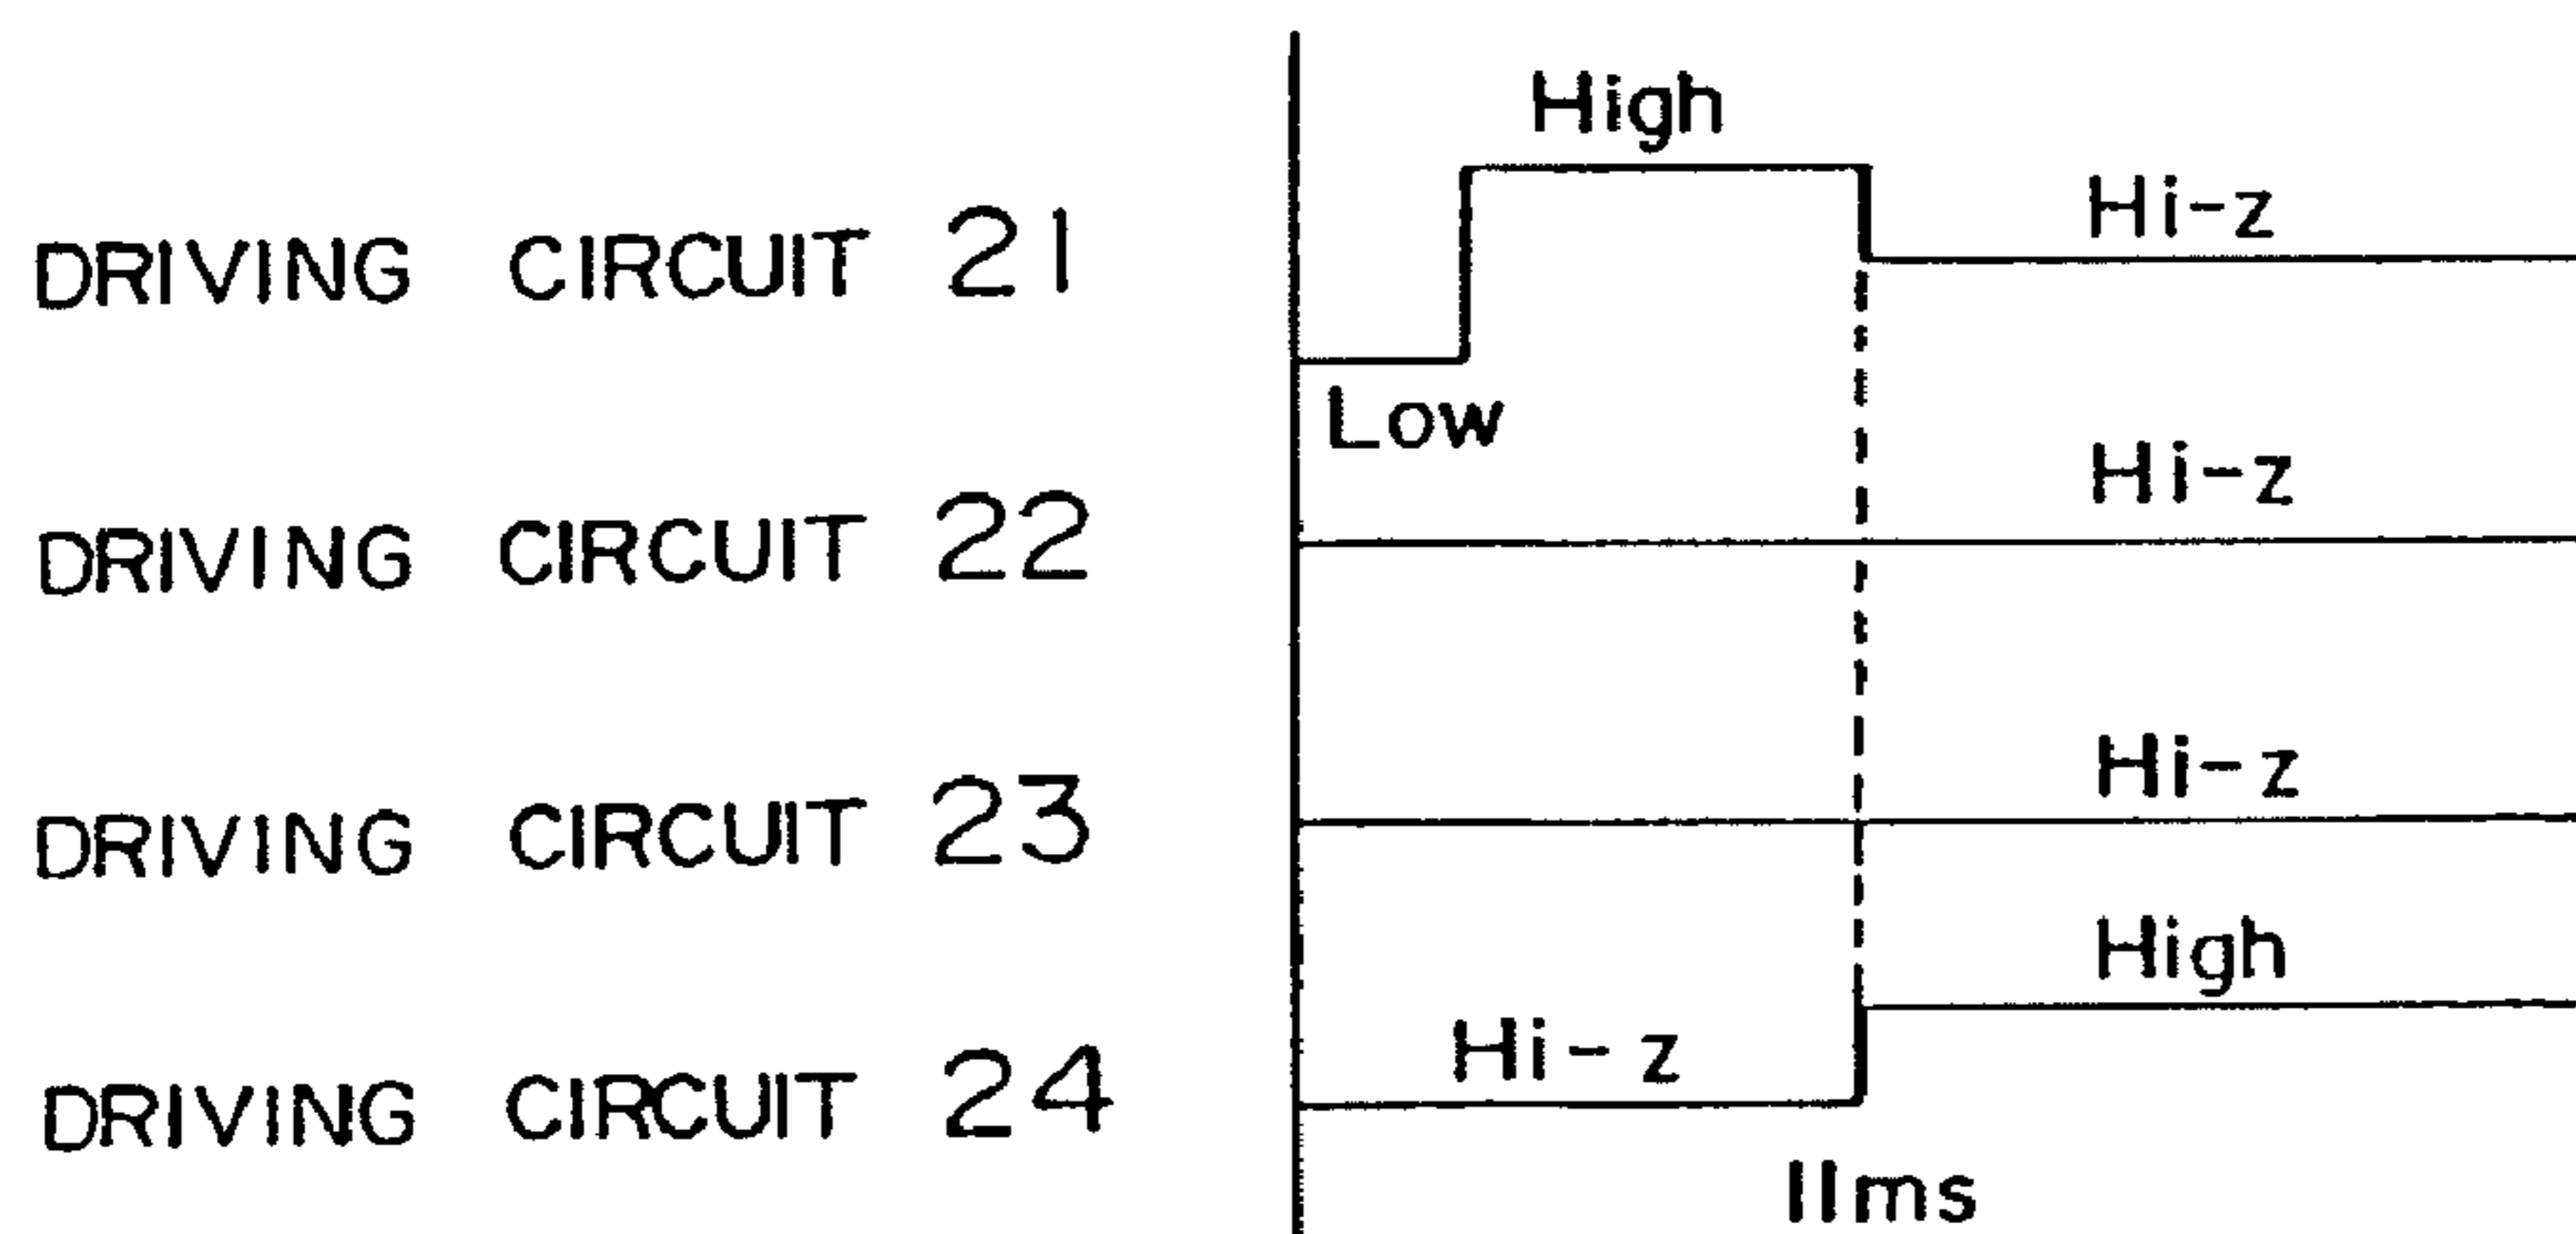 High
DRIVING CIRCUIT 21
Hi-z
Low
DRIVING CIRCUIT 22
Hi-z
DRIVING CIRCUIT 23
Hi-z
High
DRIVING CIRCUIT 24
Hi-z
11ms